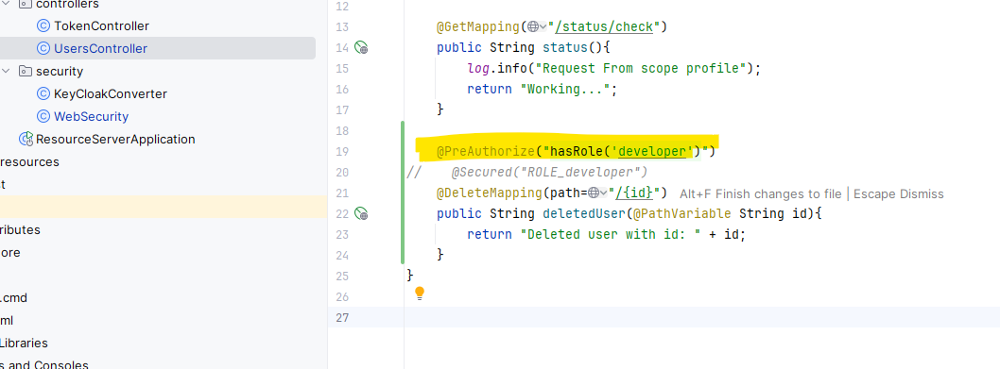 controllers
TokenController
UsersController
security
KeyCloakConverter
WebSecurity
ResourceServerApplication
resources
t
ributes
ore
.cmd
ml
Libraries
s and Consoles
12
13 @GetMapping("/status/check")
14 public String status(){
15 log.info("Request From scope profile");
16 return "Working...";
17 }
18
19 @PreAuthorize("hasRole('developer')")
20 // @Secured("ROLE_developer")
21 @DeleteMapping(path="/{id}") Alt+F Finish changes to file | Escape Dismiss
22 public String deletedUser(@PathVariable String id){
23 return "Deleted user with id: " + id;
24 }
25 }
26
27